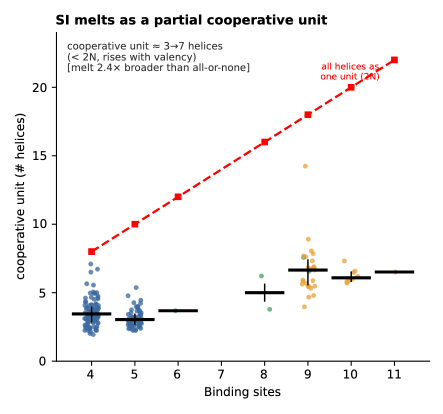 SI melts as a partial cooperative unit
cooperative unit ≈ 3→7 helices
(< 2N, rises with valency)
[melt 2.4× broader than all-or-none]
all helices as
one unit (2N)
cooperative unit (# helices)
20
15
10
5
0
4 5 6 7 8 9 10 11
Binding sites